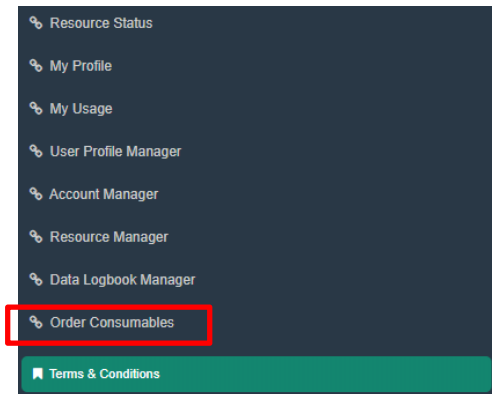 Resource Status
My Profile
My Usage
User Profile Manager
Account Manager
Resource Manager
Data Logbook Manager
Order Consumables
Terms & Conditions